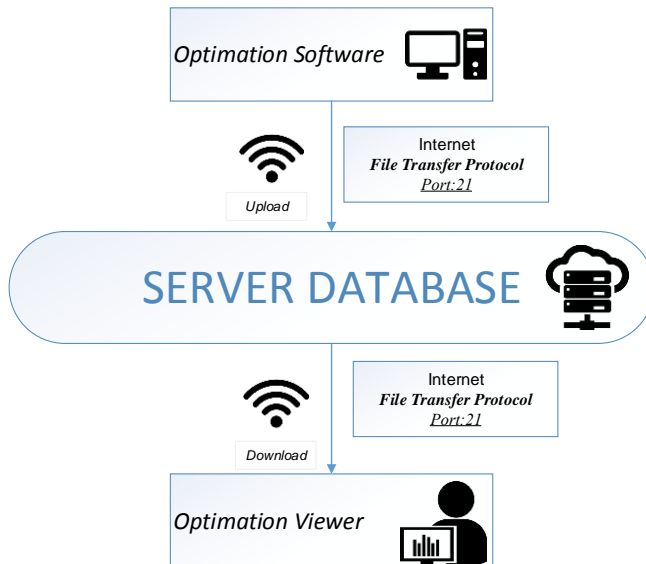 Optimation Software
Internet
File Transfer Protocol
Port:21
Upload
SERVER DATABASE
Internet
File Transfer Protocol
Port:21
Download
Optimation Viewer